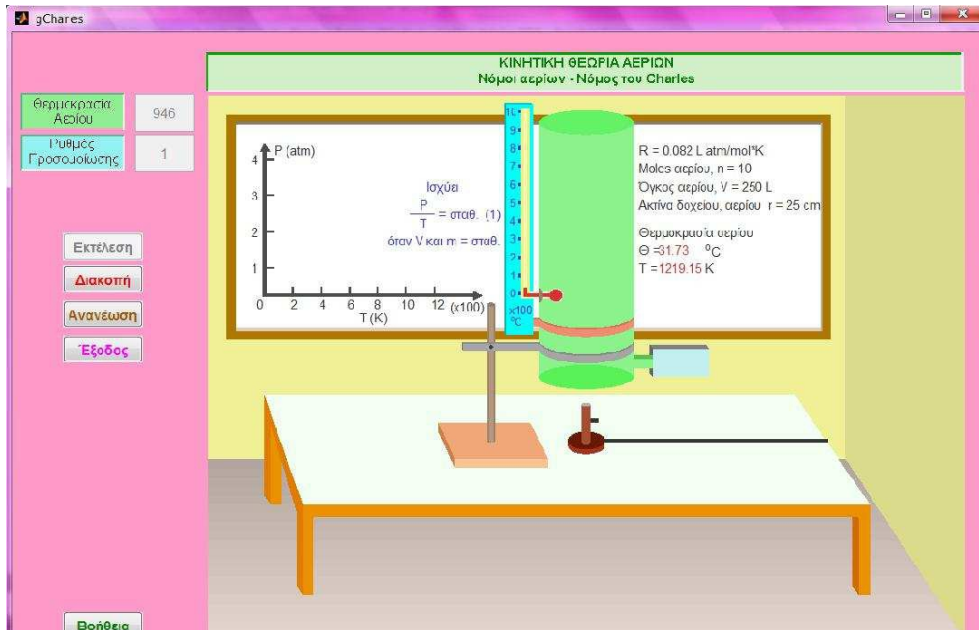 gChares
ΚΙΝΗΤΙΚΗ ΘΕΩΡΙΑ ΑΕΡΙΩΝ
Νόμοι αερίων - Νόμος του Charles
Θερμοκρασία
Αερίου
946
Ρυθμός
Προσομοίωσης
1
Εκτέλεση
Διακοπή
Ανανέωση
Έξοδος
Βοήθεια
P (atm)
4
3
2
1
0 2 4 6 8 10 12 (x100)
T (K)
Ισχύει
P
T
= σταθ. (1)
όταν V και m = σταθ.
10
9
8
7
6
5
4
3
2
1
0
x100
°C
R = 0.082 L atm/mol*K
Moles αερίου, n = 10
Όγκος αερίου, V = 250 L
Ακτίνα δοχείου, αερίου r = 25 cm
Θερμοκρασία αερίου
Θ =31.73 °C
T = 1219.15 K